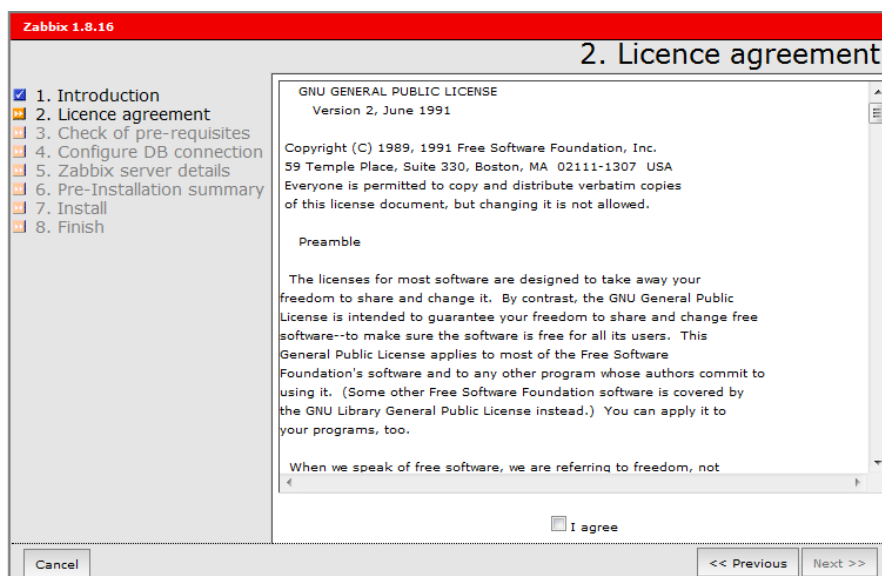 Zabbix 1.8.16
2. Licence agreement
1. Introduction
2. Licence agreement
3. Check of pre-requisites
4. Configure DB connection
5. Zabbix server details
6. Pre-Installation summary
7. Install
8. Finish
GNU GENERAL PUBLIC LICENSE
Version 2, June 1991
Copyright (C) 1989, 1991 Free Software Foundation, Inc.
59 Temple Place, Suite 330, Boston, MA  02111-1307  USA
Everyone is permitted to copy and distribute verbatim copies
of this license document, but changing it is not allowed.
Preamble
The licenses for most software are designed to take away your
freedom to share and change it.  By contrast, the GNU General Public
License is intended to guarantee your freedom to share and change free
software--to make sure the software is free for all its users.  This
General Public License applies to most of the Free Software
Foundation's software and to any other program whose authors commit to
using it.  (Some other Free Software Foundation software is covered by
the GNU Library General Public License instead.)  You can apply it to
your programs, too.
When we speak of free software, we are referring to freedom, not
I agree
Cancel
<< Previous
Next >>